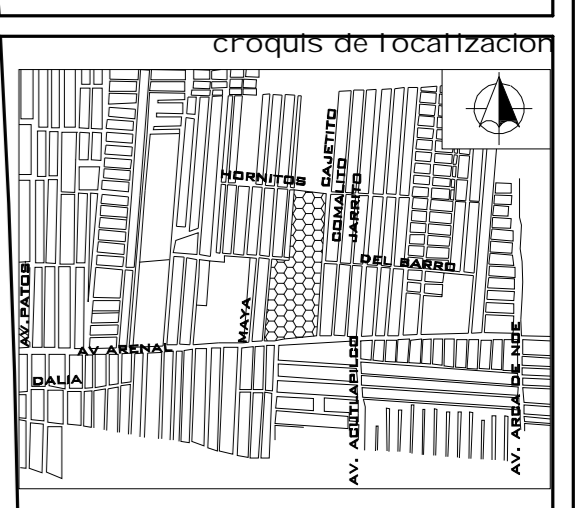 croquis de localizacion
HORNITOS
CAJETITO
COMALITO
JARRITO
DEL BARRO
AV.PATOS
MAYA
AV ARENAL
DALIA
AV. ACUTLAPILCO
AV. ARCA DE NOE